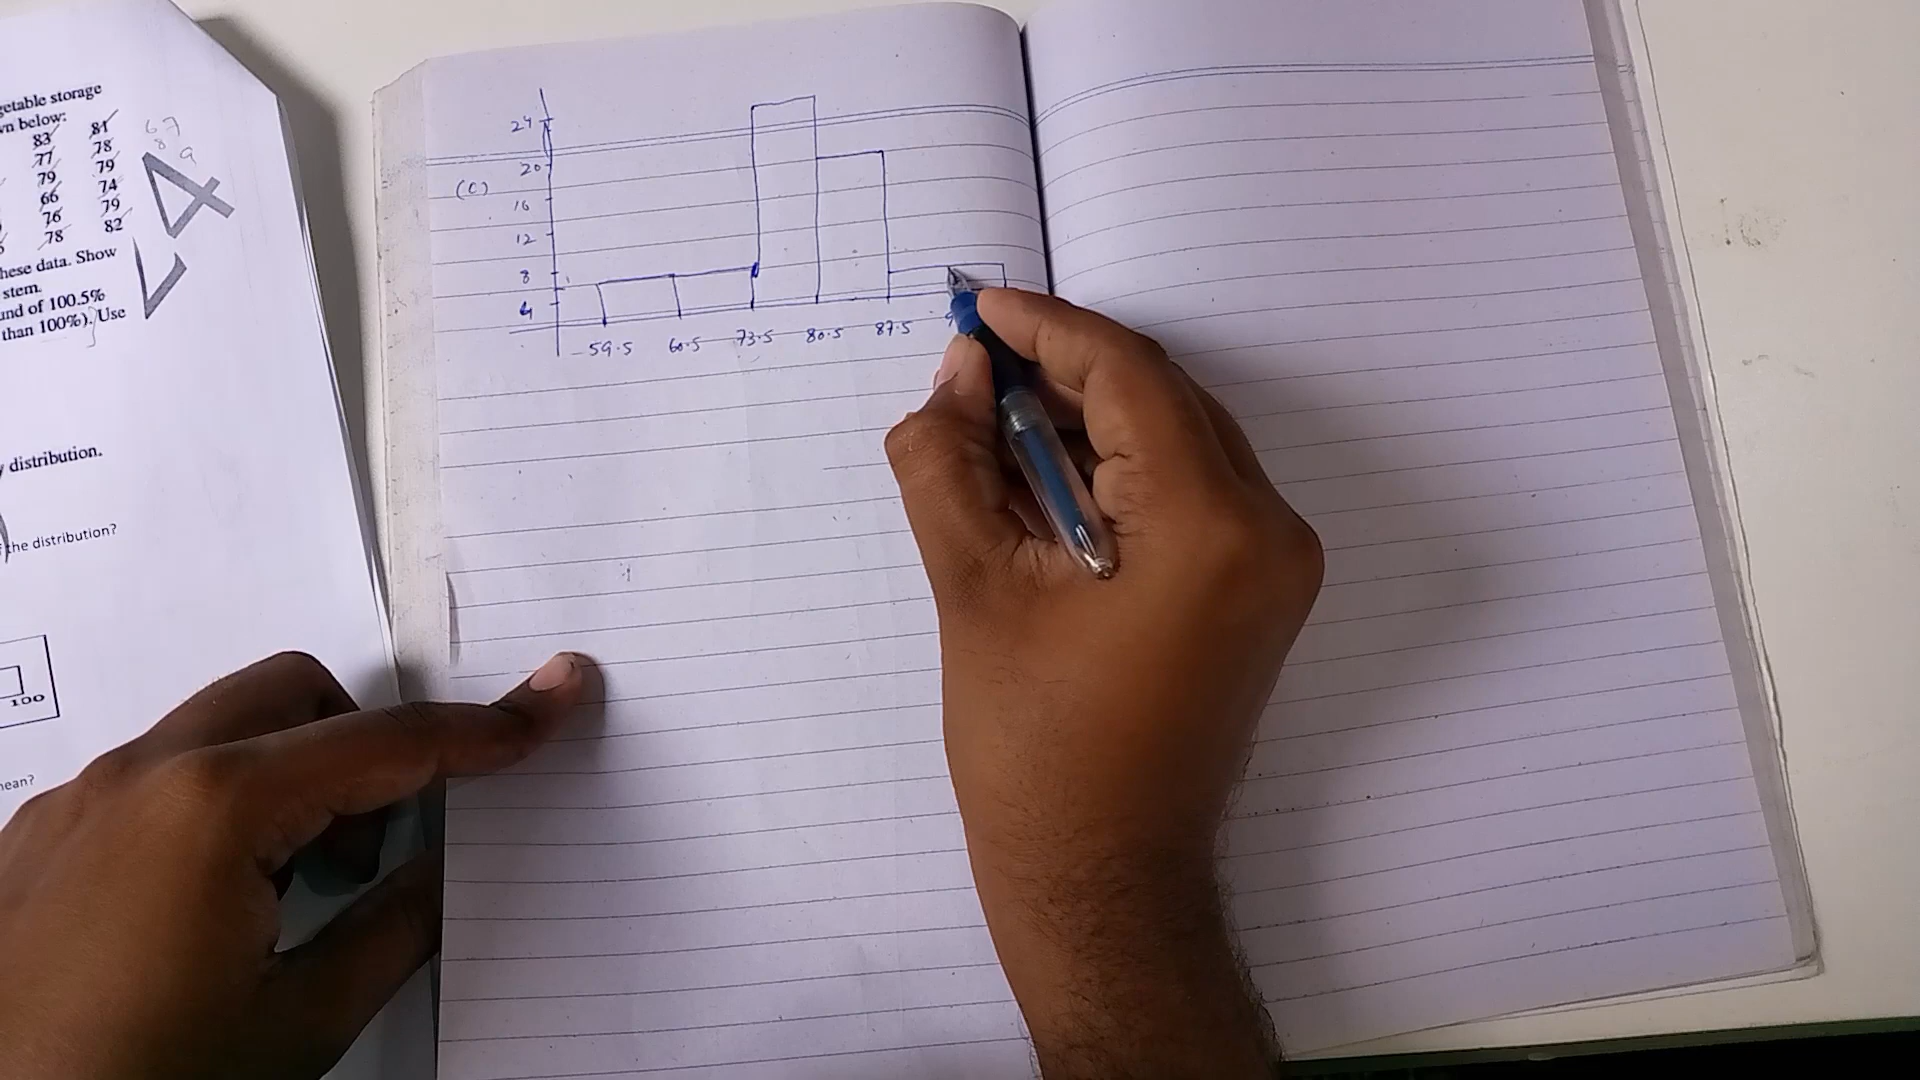 getable storage
wn below:
83 81
77 78
79 79
66 74
76 79
78 82
hese data. Show
stem.
und of 100.5%
than 100%). Use
distribution.
the distribution?
100
nean?
67
8
9
(C)
24
20
16
12
8
4
59.5 60.5 73.5 80.5 87.5 9